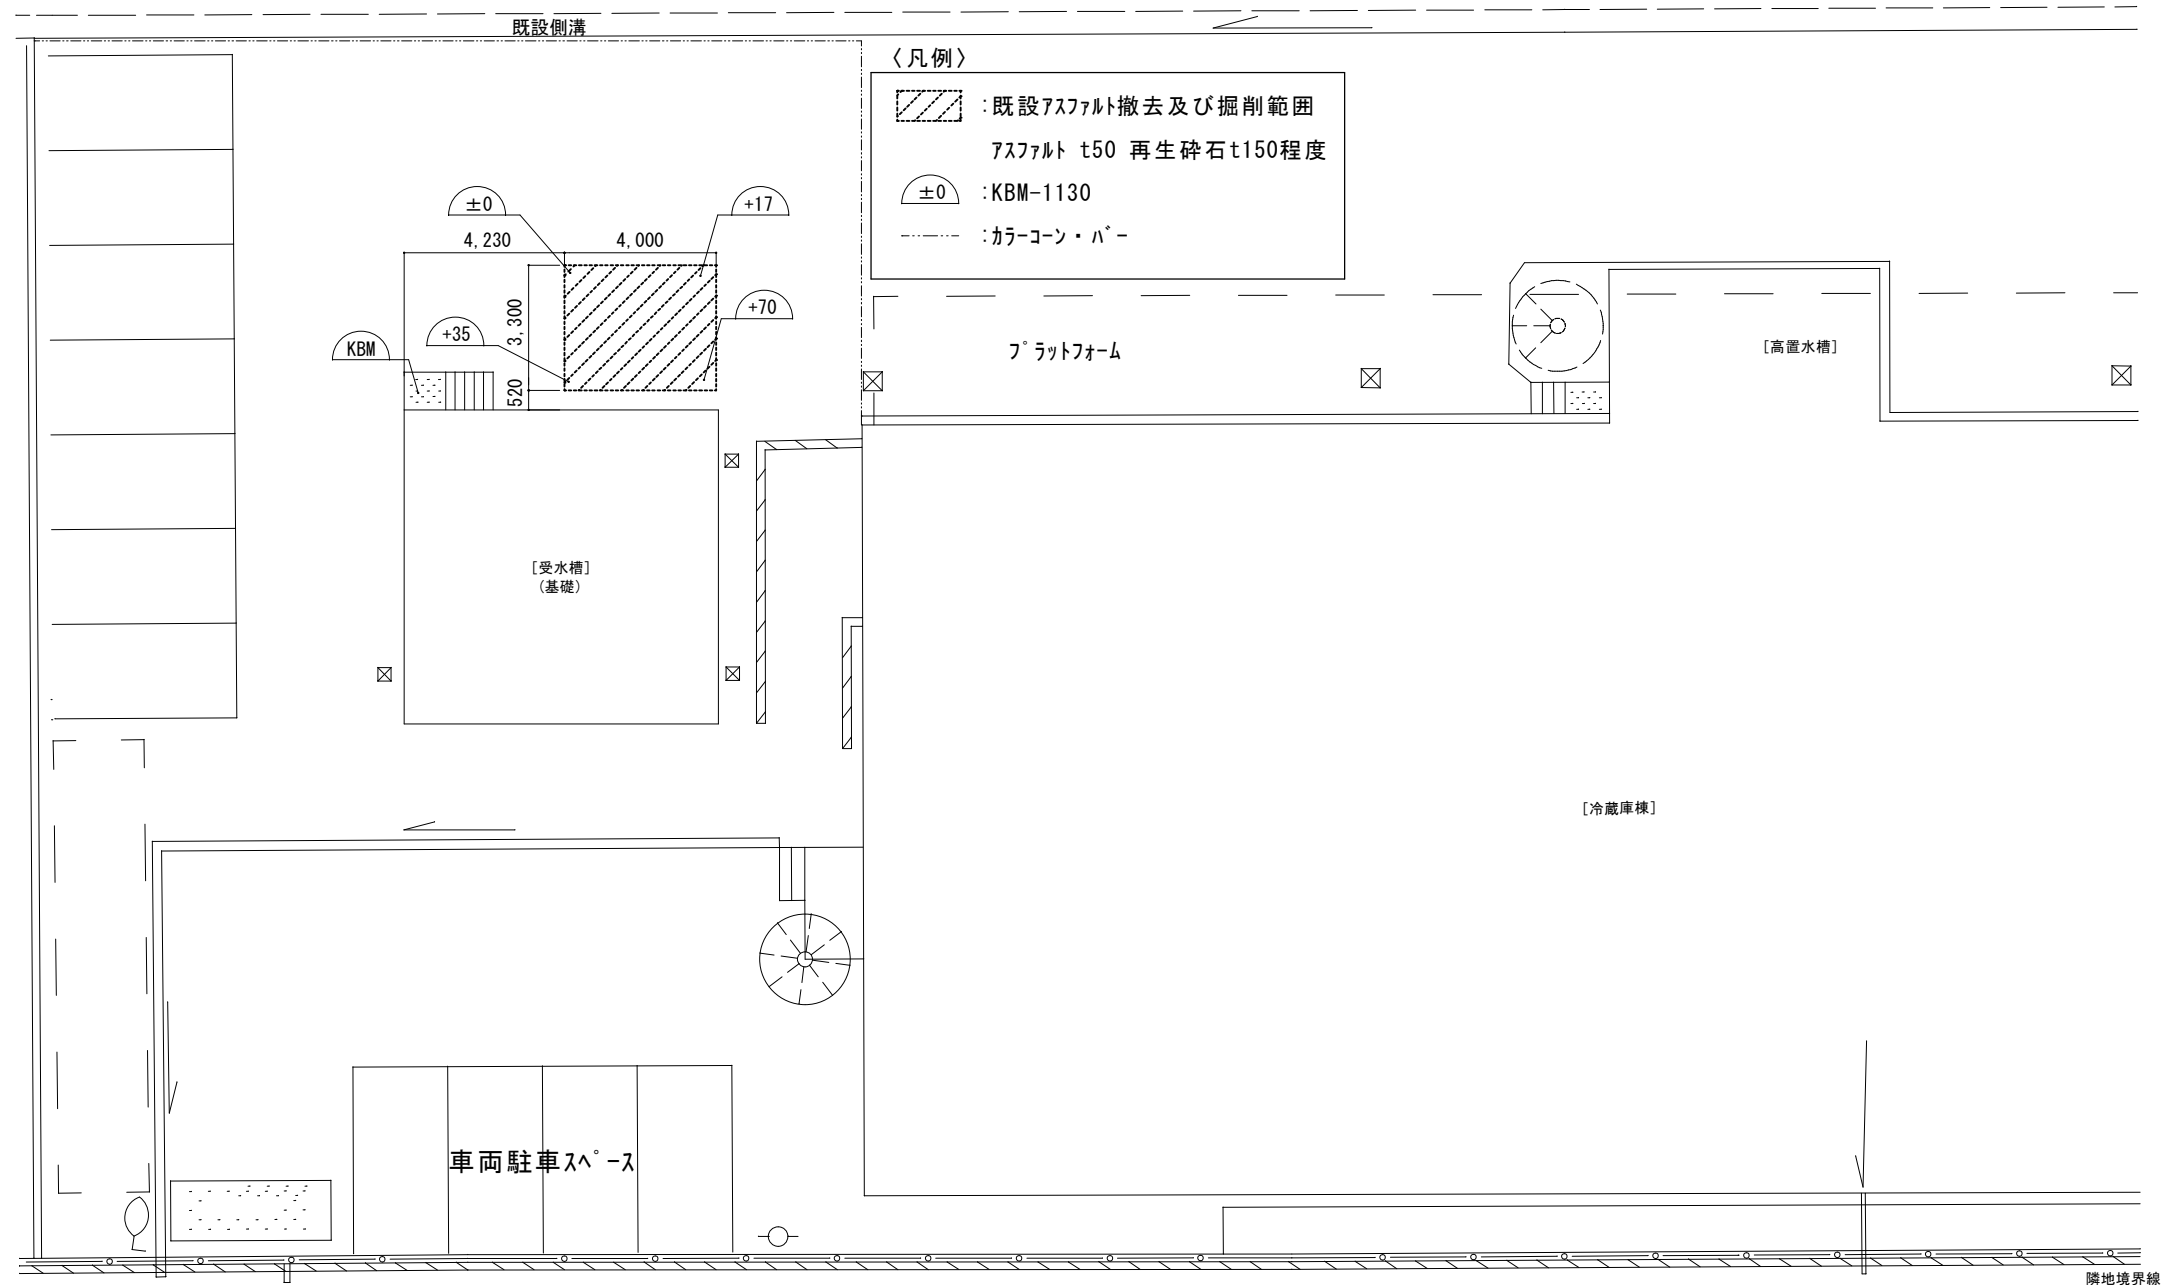 既設側溝
〈凡例〉
:既設ｱｽﾌｧﾙﾄ撤去及び掘削範囲
ｱｽﾌｧﾙﾄ t50 再生砕石t150程度
±0 :KBM-1130
:ｶﾗｰｺｰﾝ・ﾊﾞｰ
±0
+17
4,230
4,000
3,300
+70
+35
KBM
520
ﾌﾟﾗｯﾄﾌｫｰﾑ
[高置水槽]
[受水槽]
(基礎)
[冷蔵庫棟]
車両駐車ｽﾍﾟｰｽ
隣地境界線